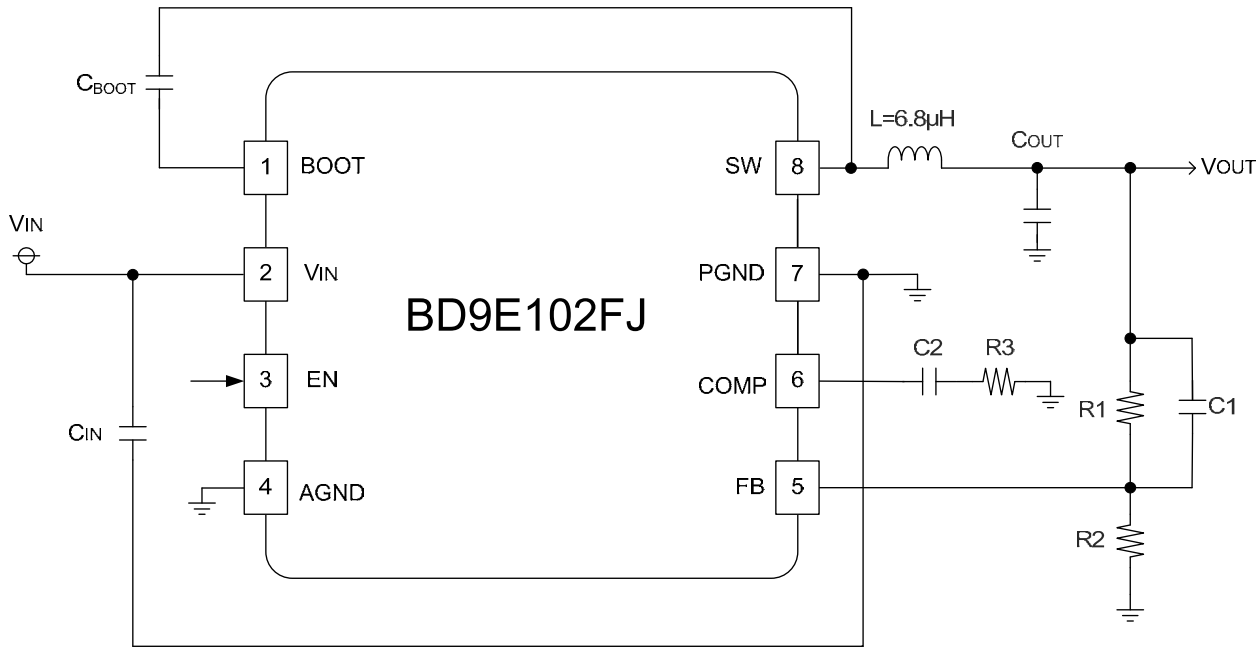 CBOOT
L=6.8µH
COUT
1
BOOT
SW
8
VOUT
VIN
2
VIN
PGND
7
BD9E102FJ
C2
R3
3
EN
COMP
6
R1
C1
CIN
4
AGND
FB
5
R2